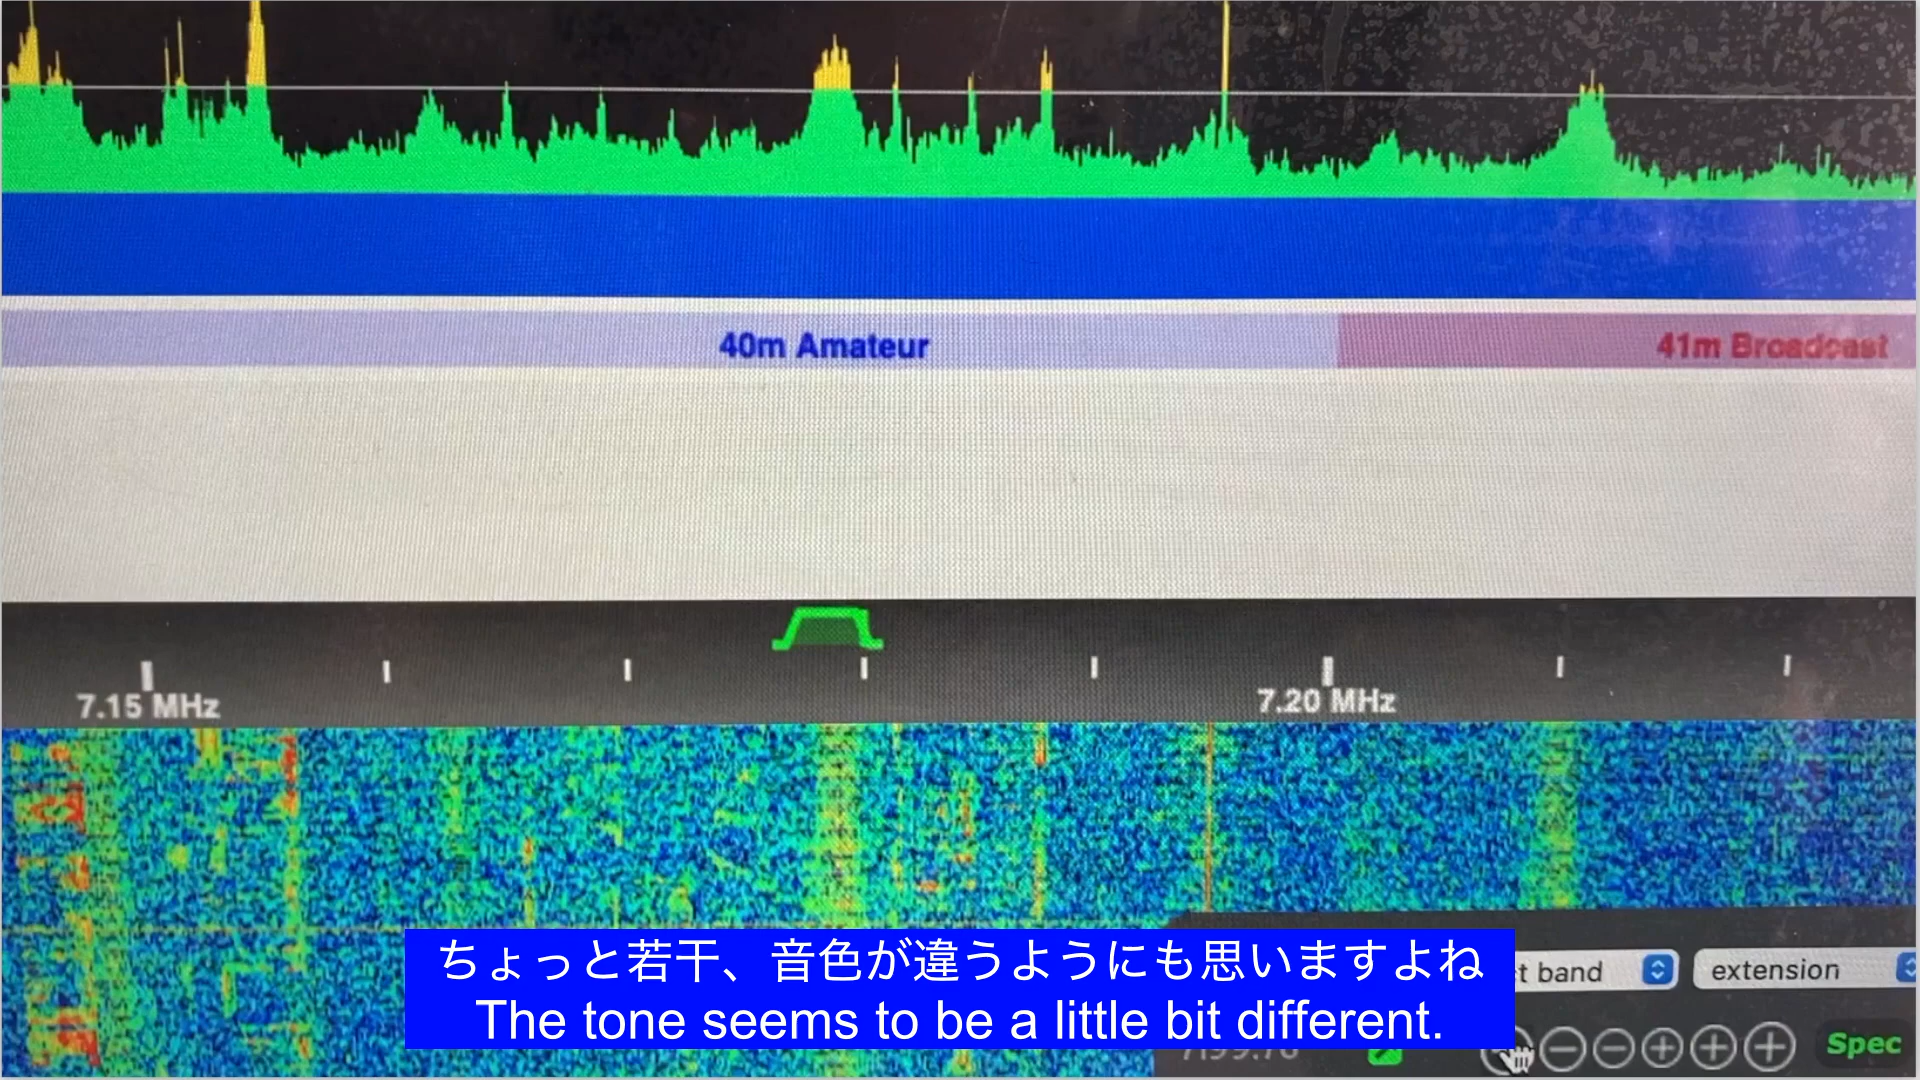 40m Amateur
41m Broadcast
7.15 MHz
7.20 MHz
ちょっと若干、音色が違うようにも思いますよね
The tone seems to be a little bit different.
t band
extension
Spec